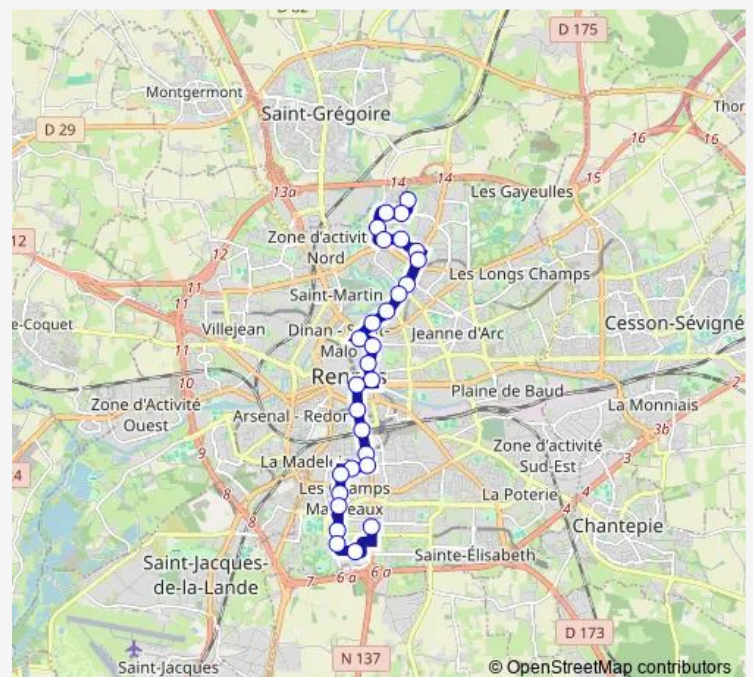 D 175
Montgermont
Saint-Grégoire
Thor
D 29
16
16
14
14
15
13a
Les Gayeulles
12
Zone d'activit
Nord
12
Les Longs Champs
11
Saint-Martin
11
e-Coquet
Villejean
Dinan - S
t-
Malo
Jeanne d'Arc
Cesson-Sévigné
11
Ren
s
10
Plaine de Baud
2
Zone d'Activité
Ouest
Arsenal - Redon
La Monniais
3b
9
La Madele
Zone d'activité
Sud-Est
3
4
8
Les
amps
Ma
eaux
La Poterie
4
8
4
Chantepie
Saint-Jacques-
de-la-Lande
Sainte-Élisabeth
7
6 a
6 a
D 173
N 137
Saint-Jacques
© OpenStreetMap contributors